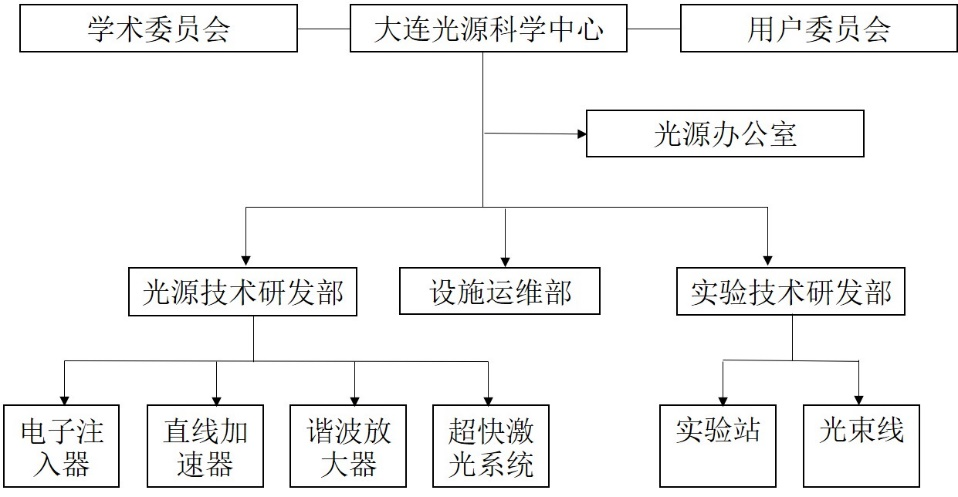 学术委员会
大连光源科学中心
用户委员会
光源办公室
光源技术研发部
设施运维部
实验技术研发部
电子注
入器
直线加
速器
谐波放
大器
超快激
光系统
实验站
光束线